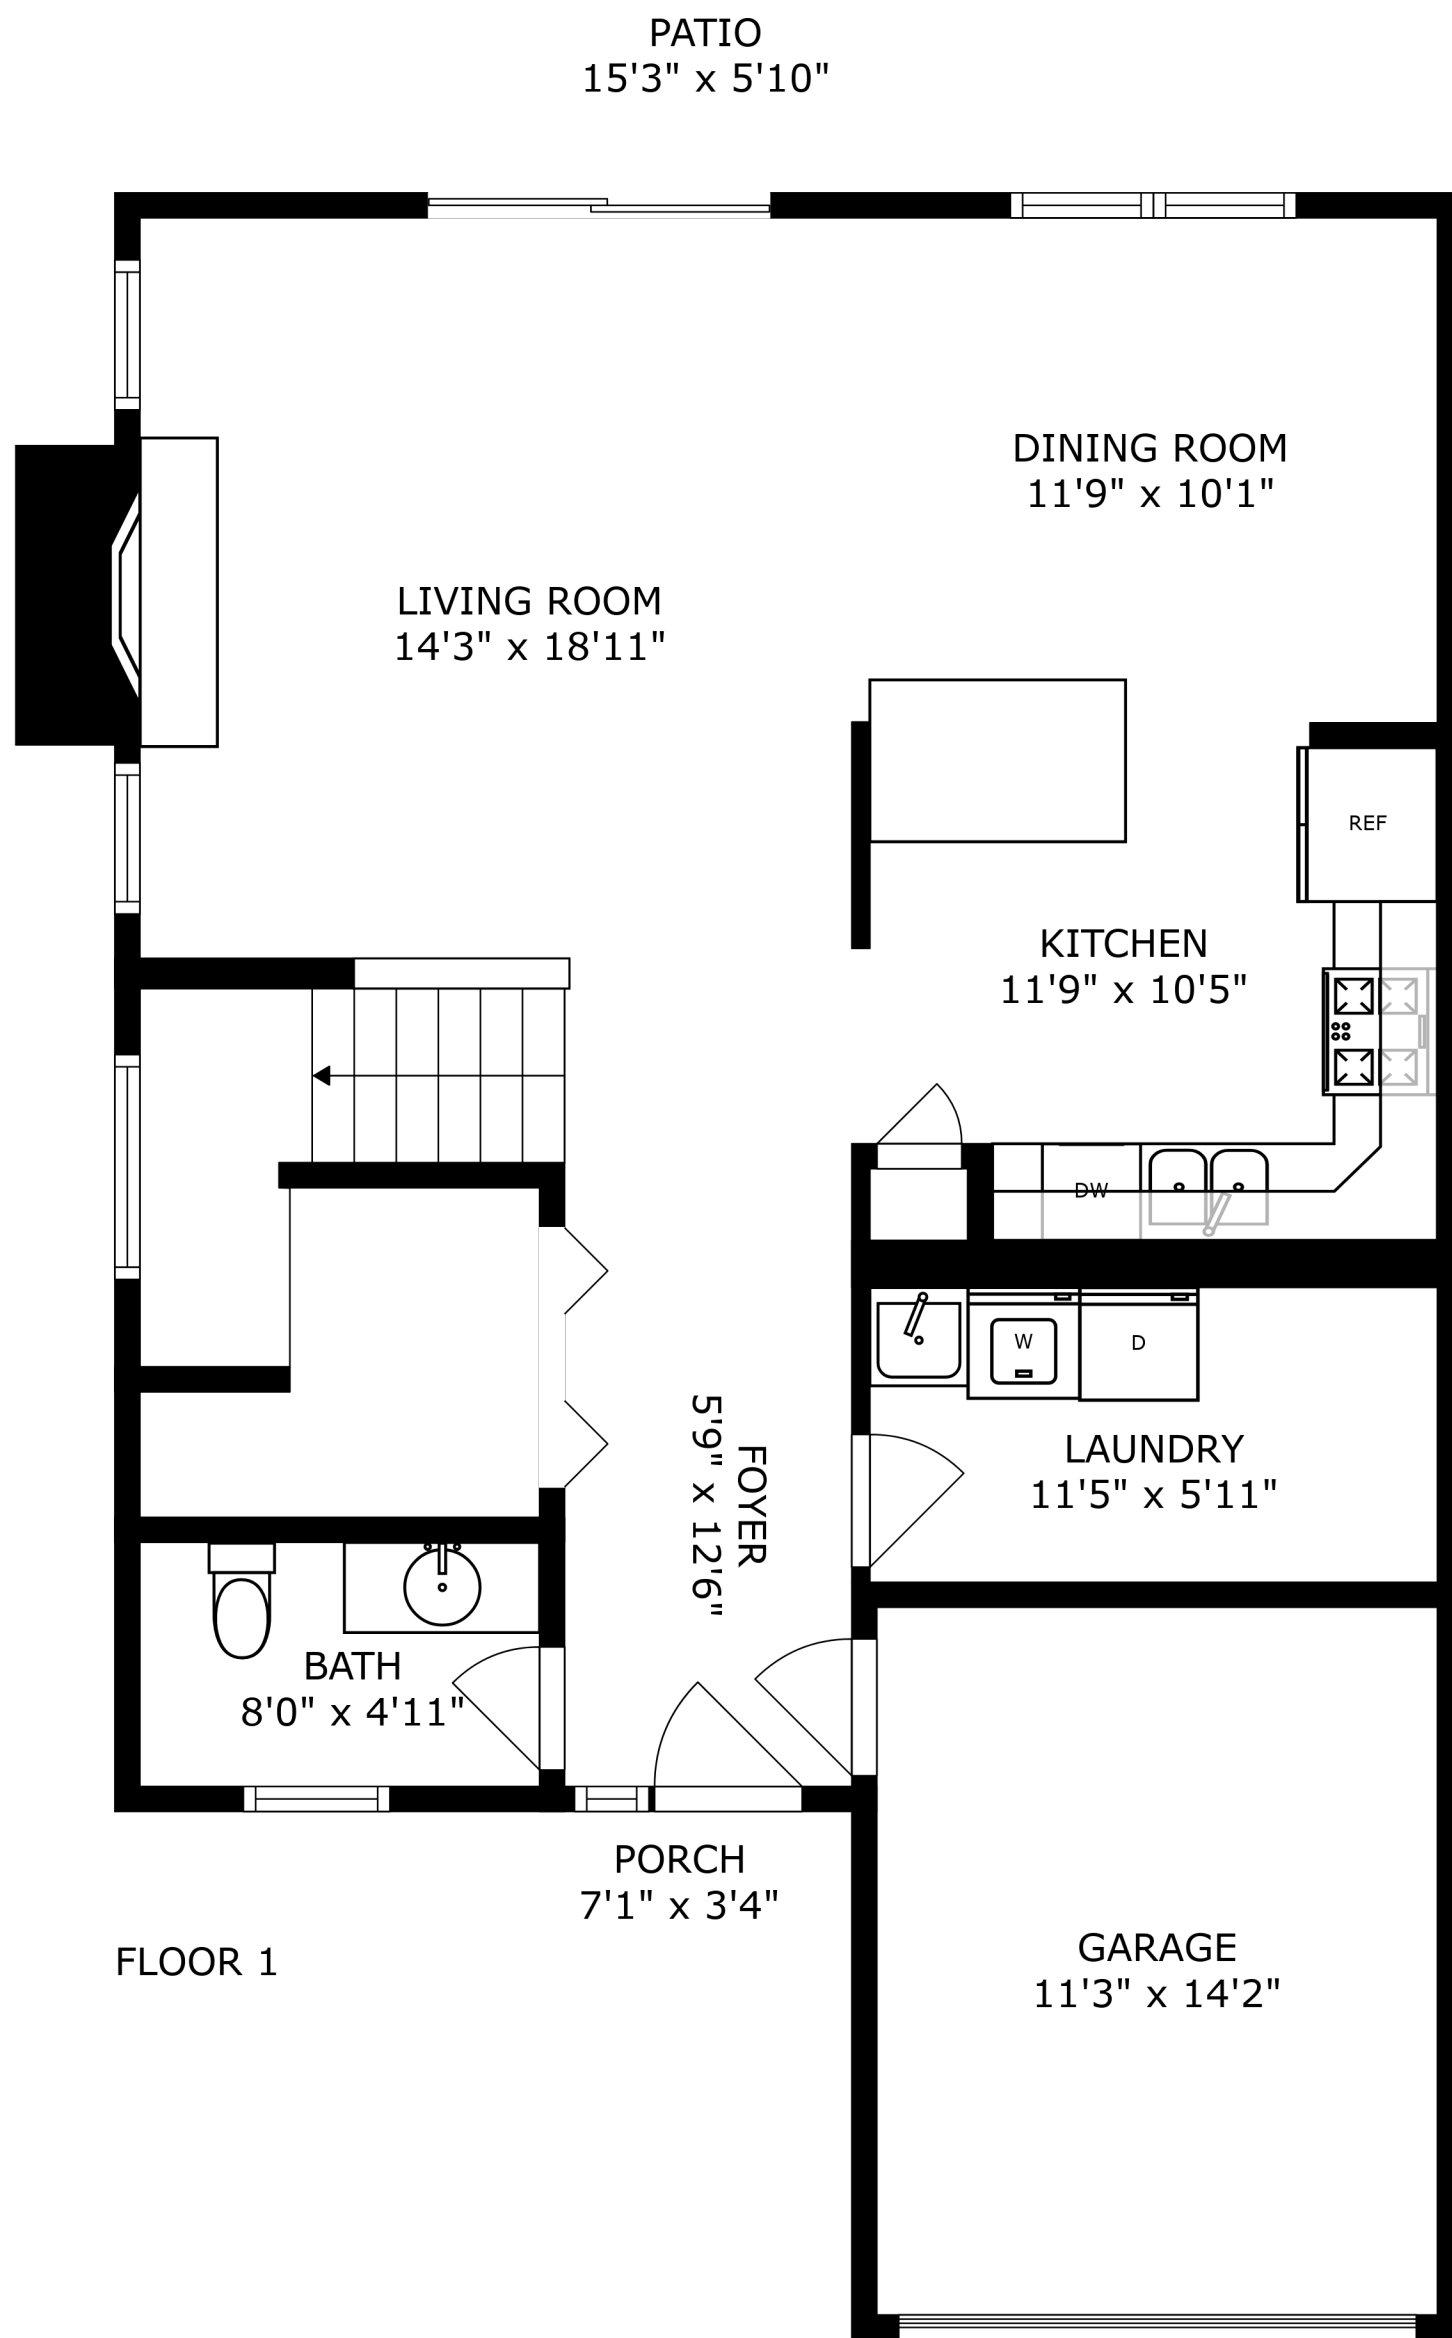 PATIO
15'3" x 5'10"
DINING ROOM
11'9" x 10'1"
LIVING ROOM
14'3" x 18'11"
REF
KITCHEN
11'9" x 10'5"
DW
W
D
LAUNDRY
11'5" x 5'11"
FOYER
5'9" x 12'6"
BATH
8'0" x 4'11"
PORCH
7'1" x 3'4"
GARAGE
11'3" x 14'2"
FLOOR 1